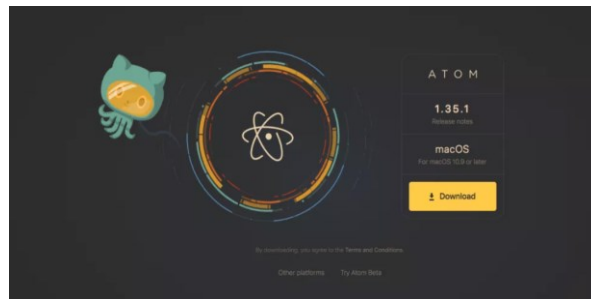 ATOM
1.35.1
Release notes
macOS
For macOS 10.9 or later
Download
By downloading, you agree to the Terms and Conditions.
Other platforms Try Atom Beta